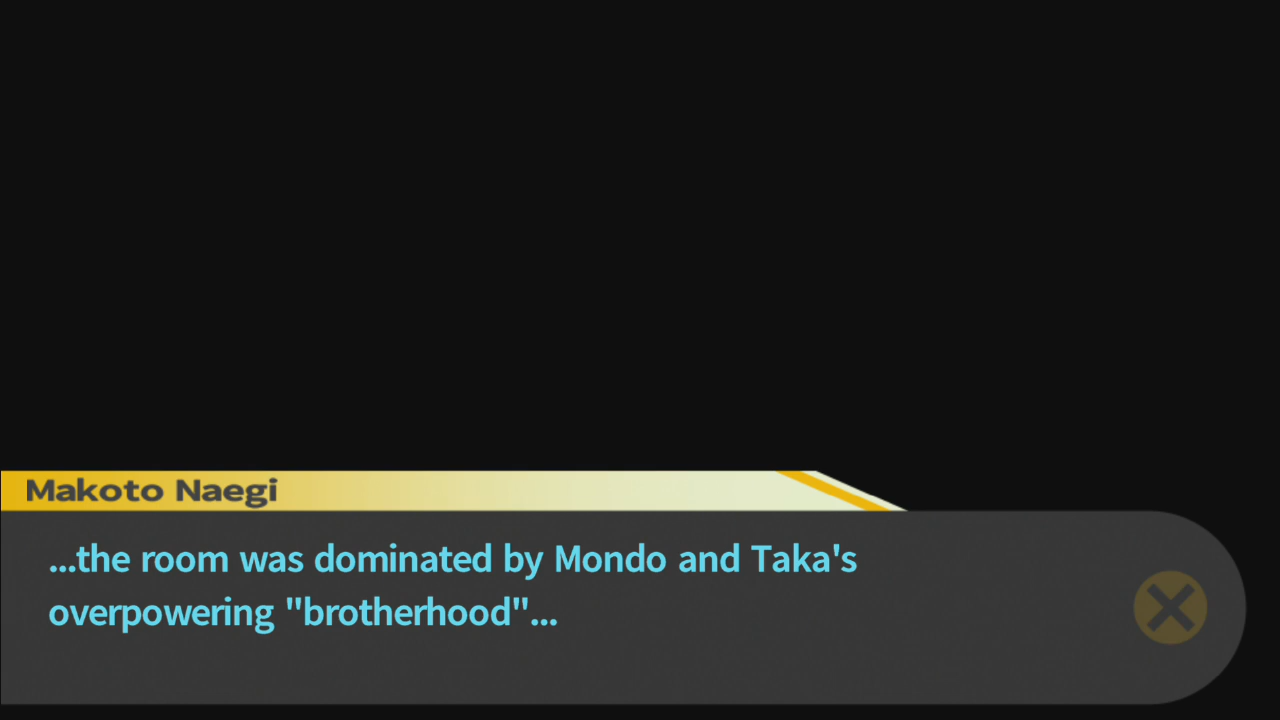 Makoto Naegi
...the room was dominated by Mondo and Taka's
overpowering "brotherhood"...